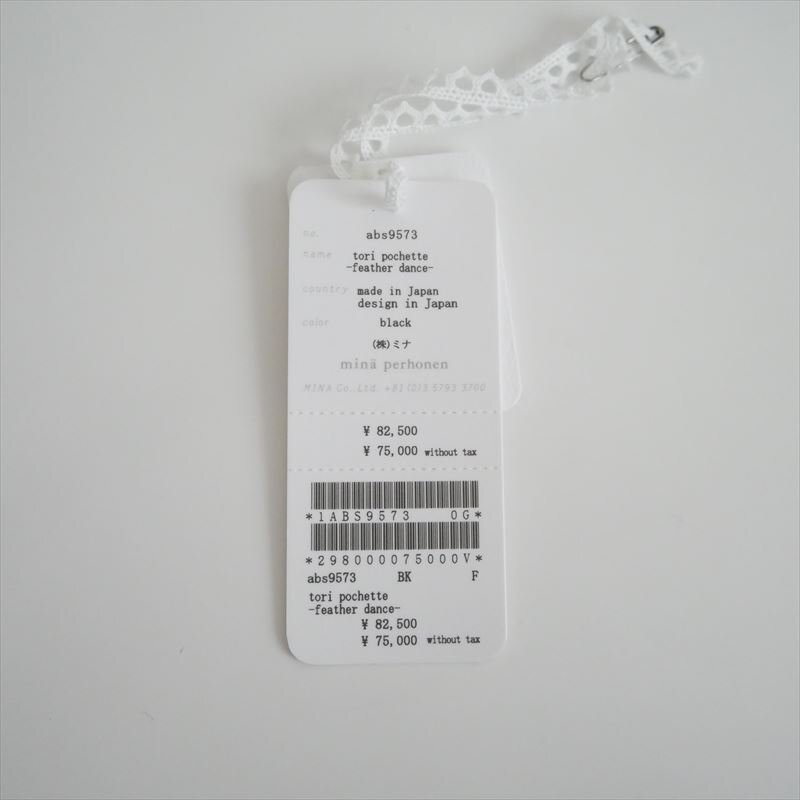 no. abs9573
name tori pochette
-feather dance-
country made in Japan
design in Japan
color black
(株)ミナ
minä perhonen
MINA Co.,Ltd. +81(0)3 5793 3700
¥ 82,500
¥ 75,000 without tax
*1ABS9573 0G*
*298000075000V*
abs9573 BK F
tori pochette
-feather dance-
¥ 82,500
¥ 75,000 without tax